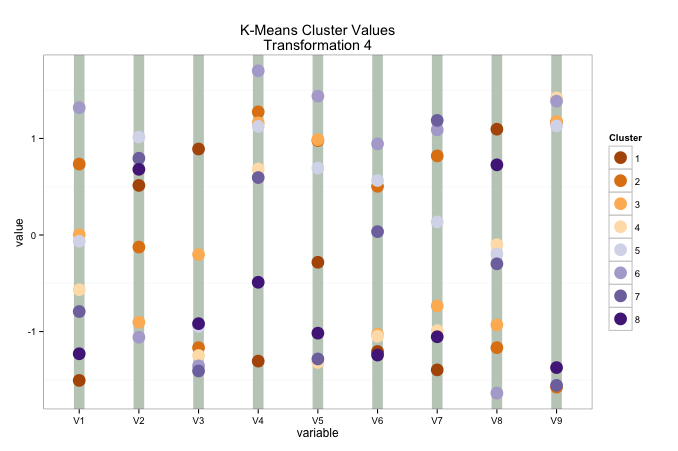 K-Means Cluster Values
Transformation 4
value
1
0
-1
V1 V2 V3 V4 V5 V6 V7 V8 V9
variable
Cluster
1
2
3
4
5
6
7
8